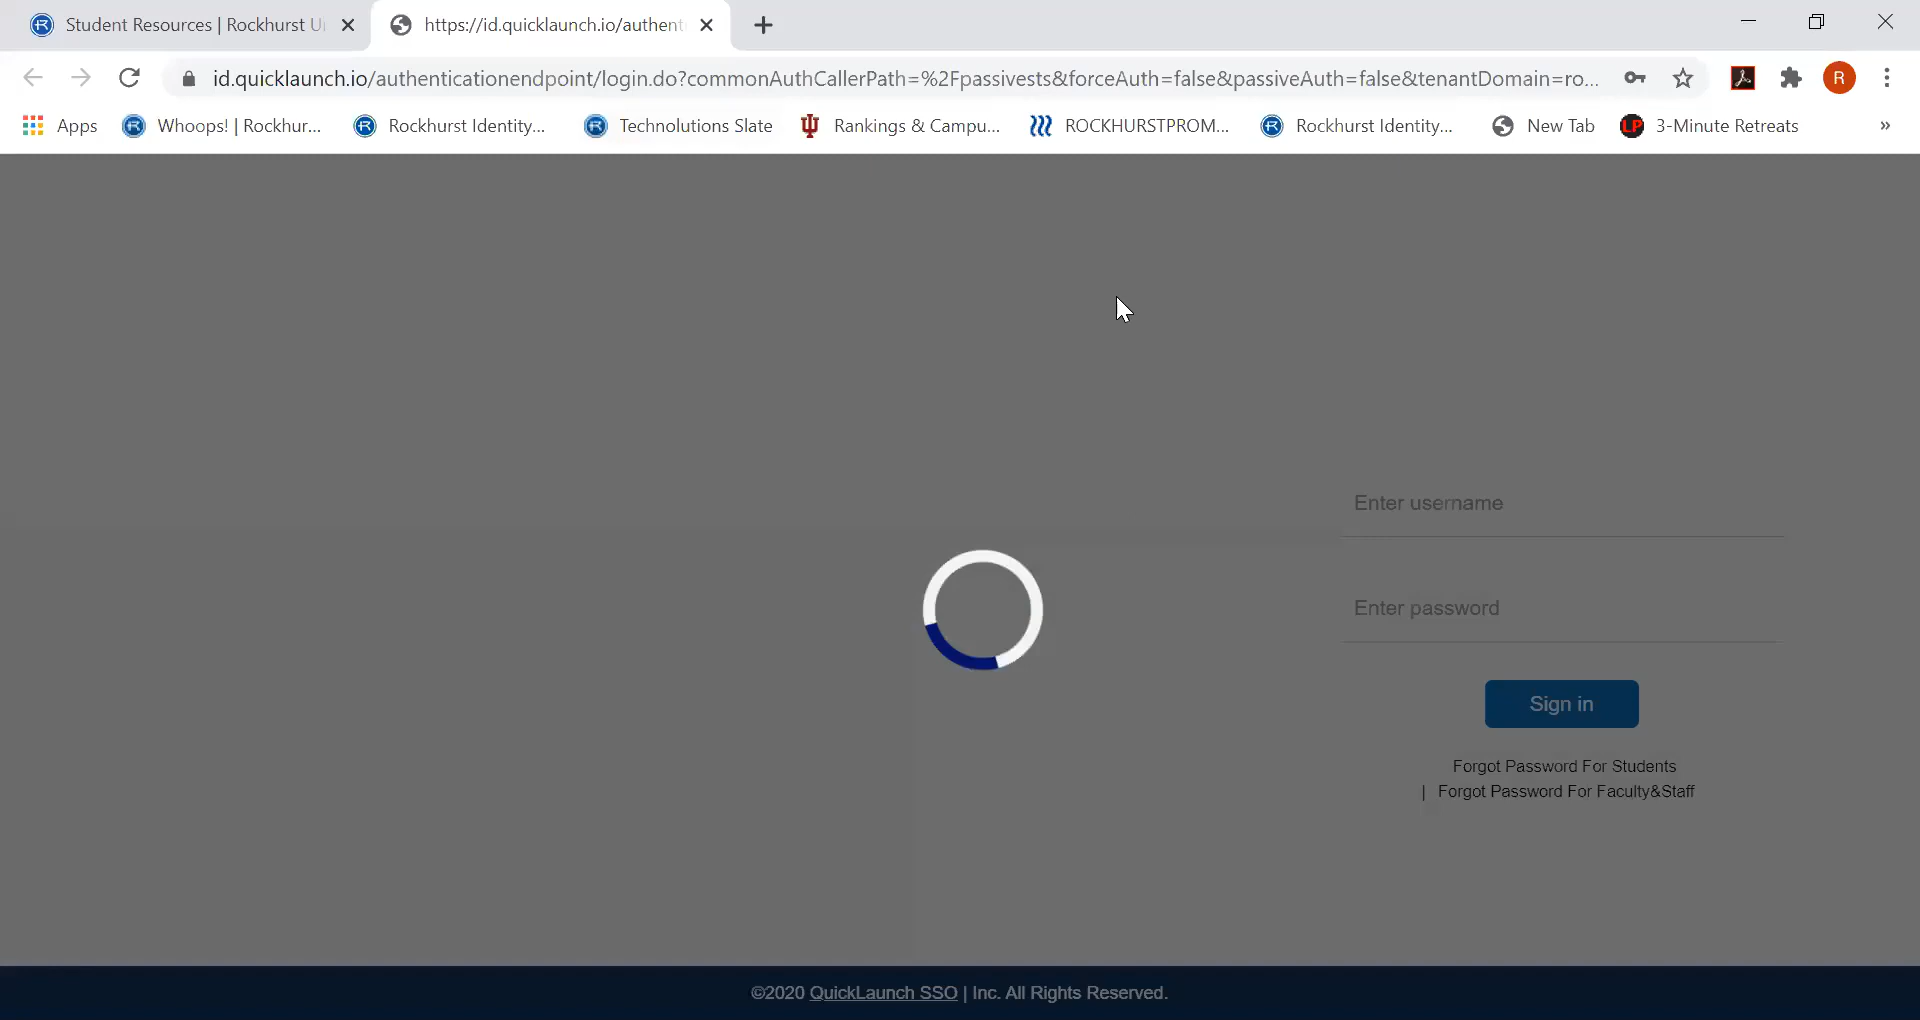 Student Resources | Rockhurst U
https://id.quicklaunch.io/authent
id.quicklaunch.io/authenticationendpoint/login.do?commonAuthCallerPath=%2Fpassivests&forceAuth=false&passiveAuth=false&tenantDomain=ro...
R
Apps
Whoops! | Rockhur...
Rockhurst Identity...
Technolutions Slate
Rankings & Campu...
ROCKHURSTPROM...
Rockhurst Identity...
New Tab
LP
3-Minute Retreats
»
Enter username
Enter password
Sign in
Forgot Password For Students
| Forgot Password For Faculty&Staff
©2020 QuickLaunch SSO | Inc. All Rights Reserved.